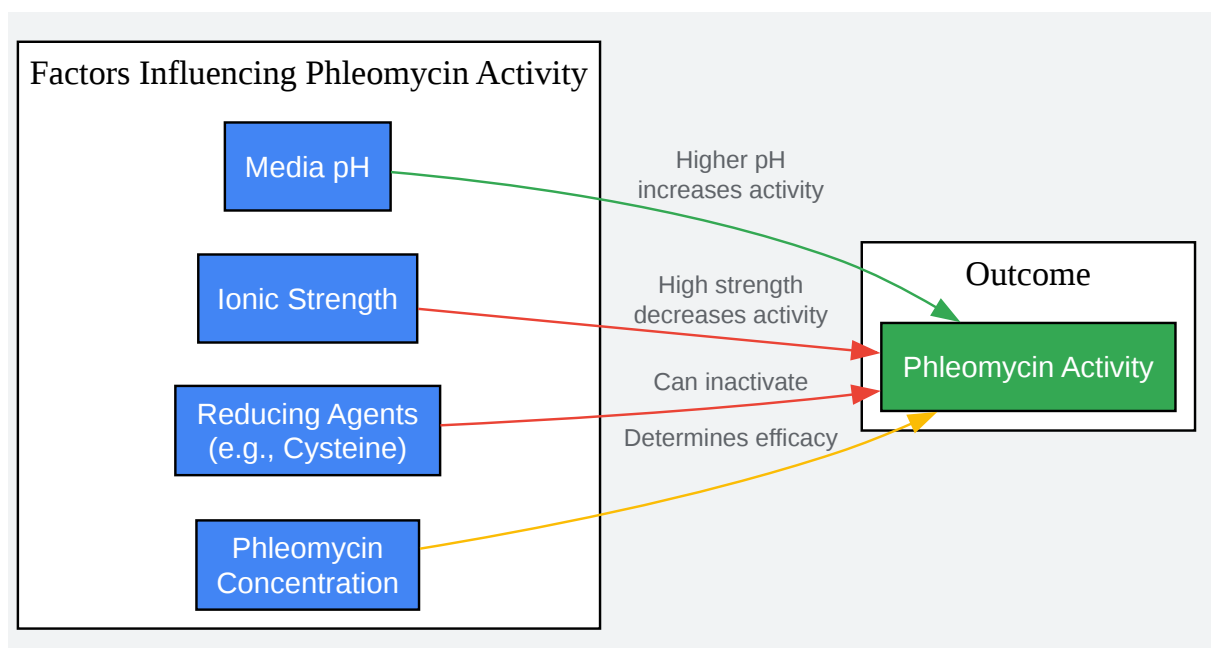 Factors Influencing Phleomycin Activity
Media pH
Higher pH
increases activity
Ionic Strength
High strength
decreases activity
Reducing Agents
(e.g., Cysteine)
Can inactivate
Phleomycin
Concentration
Determines efficacy
Outcome
Phleomycin Activity